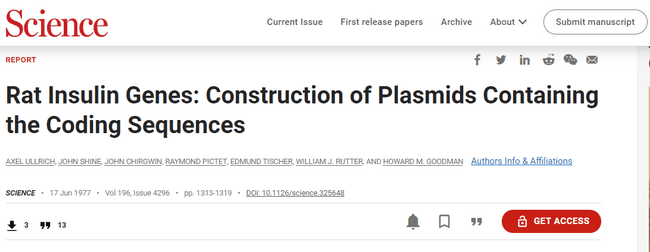 Science
Current Issue First release papers Archive About Submit manuscript
REPORT
Rat Insulin Genes: Construction of Plasmids Containing
the Coding Sequences
AXEL ULLRICH, JOHN SHINE, JOHN CHIRGWIN, RAYMOND PICTET, EDMUND TISCHER, WILLIAM J. RUTTER, AND HOWARD M. GOODMAN Authors Info & Affiliations
SCIENCE • 17 Jun 1977 • Vol 196, Issue 4296 • pp. 1313-1319 • DOI: 10.1126/science.325648
3 13 GET ACCESS